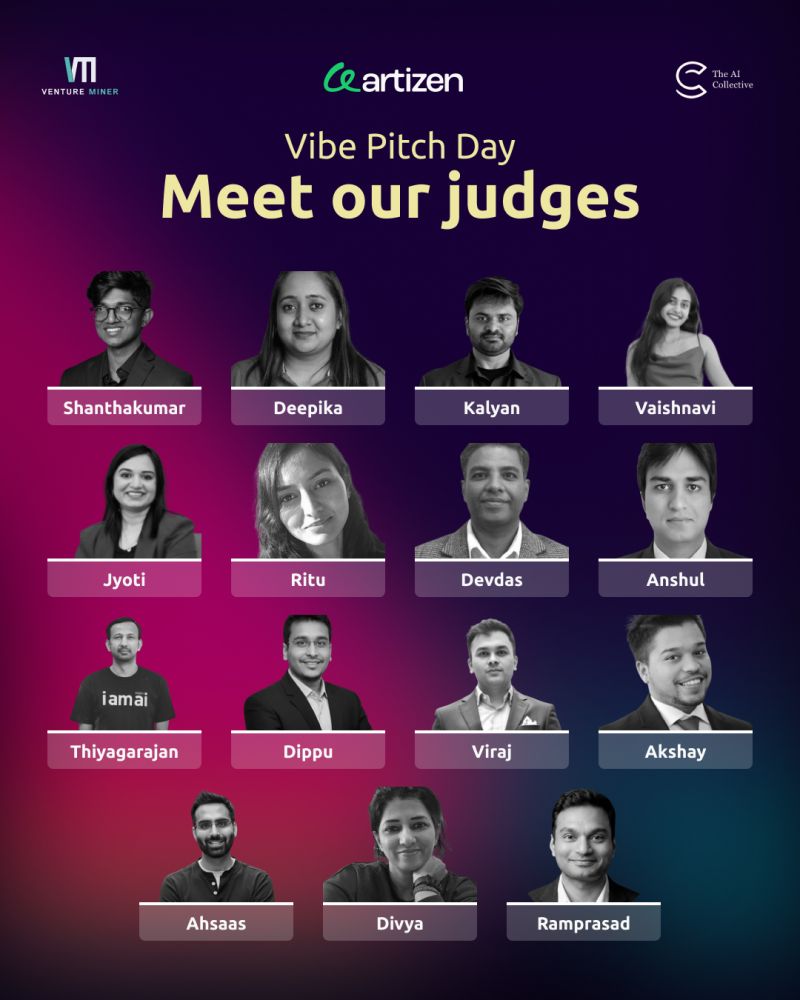 VM
VENTURE MINER
artizen
The AI
Collective
Vibe Pitch Day
Meet our judges
Shanthakumar
Deepika
Kalyan
Vaishnavi
Jyoti
Ritu
Devdas
Anshul
iamai
Thiyagarajan
Dippu
Viraj
Akshay
Ahsaas
Divya
Ramprasad